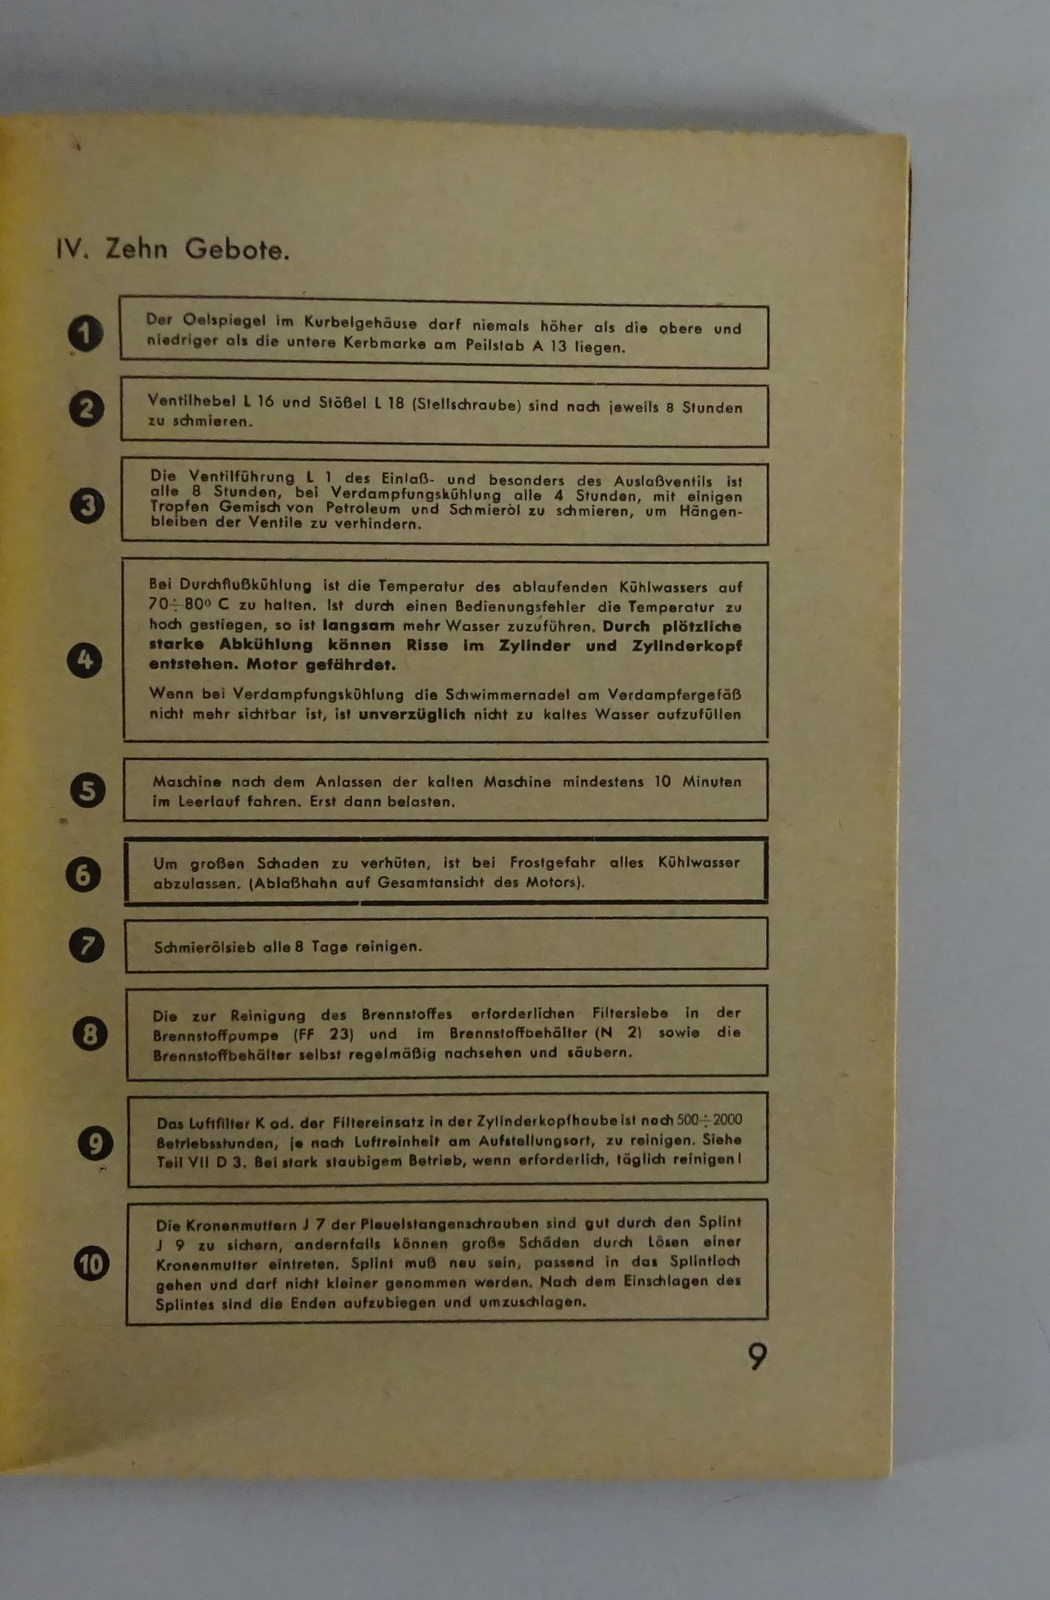 IV. Zehn Gebote.
1
Der Oelspiegel im Kurbelgehäuse darf niemals höher als die obere und
niedriger als die untere Kerbmarke am Peilstab A 13 liegen.
2
Ventilhebel L 16 und Stößel L 18 (Stellschraube) sind nach jeweils 8 Stunden
zu schmieren.
3
Die Ventilführung L 1 des Einlaß- und besonders des Auslaßventils ist
alle 8 Stunden, bei Verdampfungskühlung alle 4 Stunden, mit einigen
Tropfen Gemisch von Petroleum und Schmieröl zu schmieren, um Hängen-
bleiben der Ventile zu verhindern.
4
Bei Durchflußkühlung ist die Temperatur des ablaufenden Kühlwassers auf
70÷80° C zu halten. Ist durch einen Bedienungsfehler die Temperatur zu
hoch gestiegen, so ist langsam mehr Wasser zuzuführen. Durch plötzliche
starke Abkühlung können Risse im Zylinder und Zylinderkopf
entstehen. Motor gefährdet.
Wenn bei Verdampfungskühlung die Schwimmernadel am Verdampfergefäß
nicht mehr sichtbar ist, ist unverzüglich nicht zu kaltes Wasser aufzufüllen
5
Maschine nach dem Anlassen der kalten Maschine mindestens 10 Minuten
im Leerlauf fahren. Erst dann belasten.
6
Um großen Schaden zu verhüten, ist bei Frostgefahr alles Kühlwasser
abzulassen. (Ablaßhahn auf Gesamtansicht des Motors).
7
Schmierölsieb alle 8 Tage reinigen.
8
Die zur Reinigung des Brennstoffes erforderlichen Filtersiebe in der
Brennstoffpumpe (FF 23) und im Brennstoffbehälter (N 2) sowie die
Brennstoffbehälter selbst regelmäßig nachsehen und säubern.
9
Das Luftfilter K od. der Filtereinsatz in der Zylinderkopfhaube ist nach 500÷2000
Betriebsstunden, je nach Luftreinheit am Aufstellungsort, zu reinigen. Siehe
Teil VII D 3. Bei stark staubigem Betrieb, wenn erforderlich, täglich reinigen!
10
Die Kronenmuttern J 7 der Pleuelstangenschrauben sind gut durch den Splint
J 9 zu sichern, andernfalls können große Schäden durch Lösen einer
Kronenmutter eintreten. Splint muß neu sein, passend in das Splintloch
gehen und darf nicht kleiner genommen werden. Nach dem Einschlagen des
Splintes sind die Enden aufzubiegen und umzuschlagen.
9